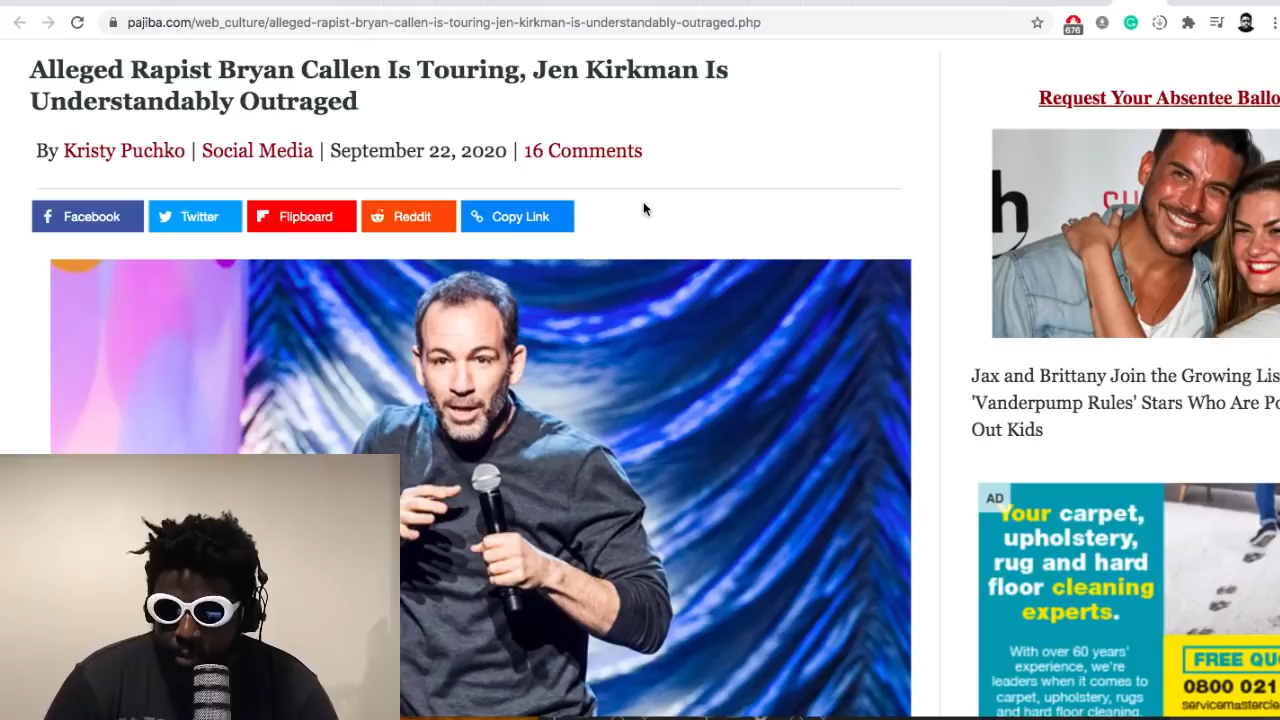 pajiba.com/web_culture/alleged-rapist-bryan-callen-is-touring-jen-kirkman-is-understandably-outraged.php
676
Alleged Rapist Bryan Callen Is Touring, Jen Kirkman Is
Understandably Outraged
By Kristy Puchko | Social Media | September 22, 2020 | 16 Comments
Facebook
Twitter
Flipboard
Reddit
Copy Link
Request Your Absentee Ballo
h
SU
Jax and Brittany Join the Growing Lis
'Vanderpump Rules' Stars Who Are Po
Out Kids
AD
Your carpet,
upholstery,
rug and hard
floor cleaning
experts.
With over 60 years'
experience, we're
leaders when it comes to
carpet, upholstery, rugs
and hard floor cleaning.
FREE QU
0800 021
servicemastercle